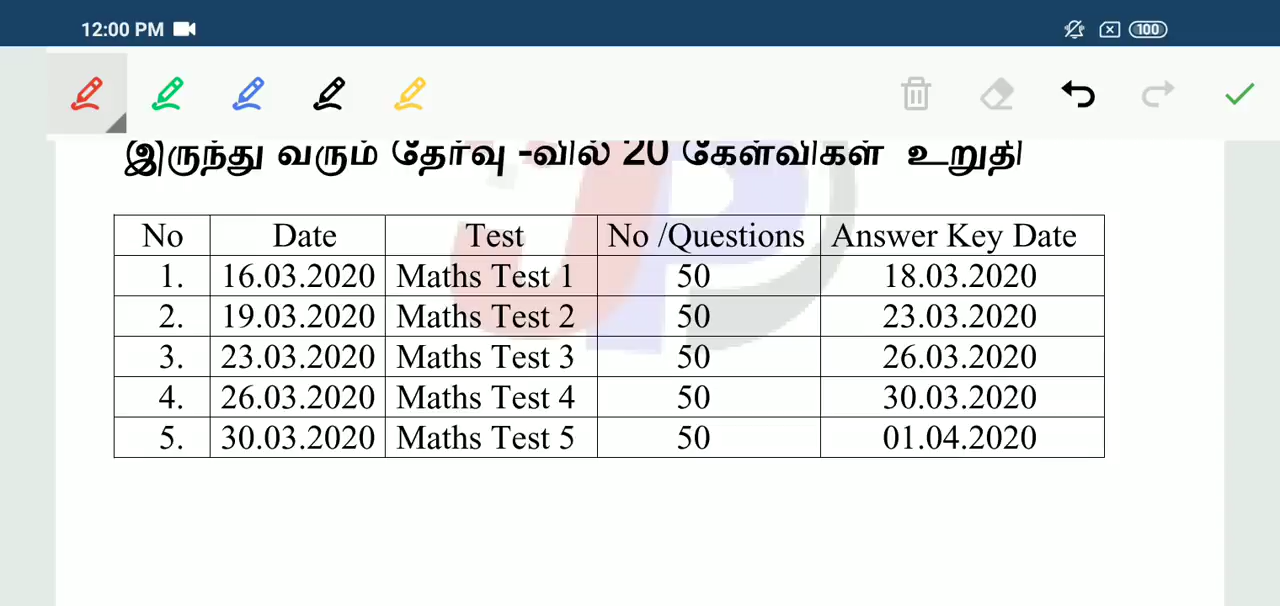 12:00 PM
100
இருந்து வரும் தேர்வு -வில் 20 கேள்விகள் உறுதி
No Date Test No /Questions Answer Key Date
1. 16.03.2020 Maths Test 1 50 18.03.2020
2. 19.03.2020 Maths Test 2 50 23.03.2020
3. 23.03.2020 Maths Test 3 50 26.03.2020
4. 26.03.2020 Maths Test 4 50 30.03.2020
5. 30.03.2020 Maths Test 5 50 01.04.2020